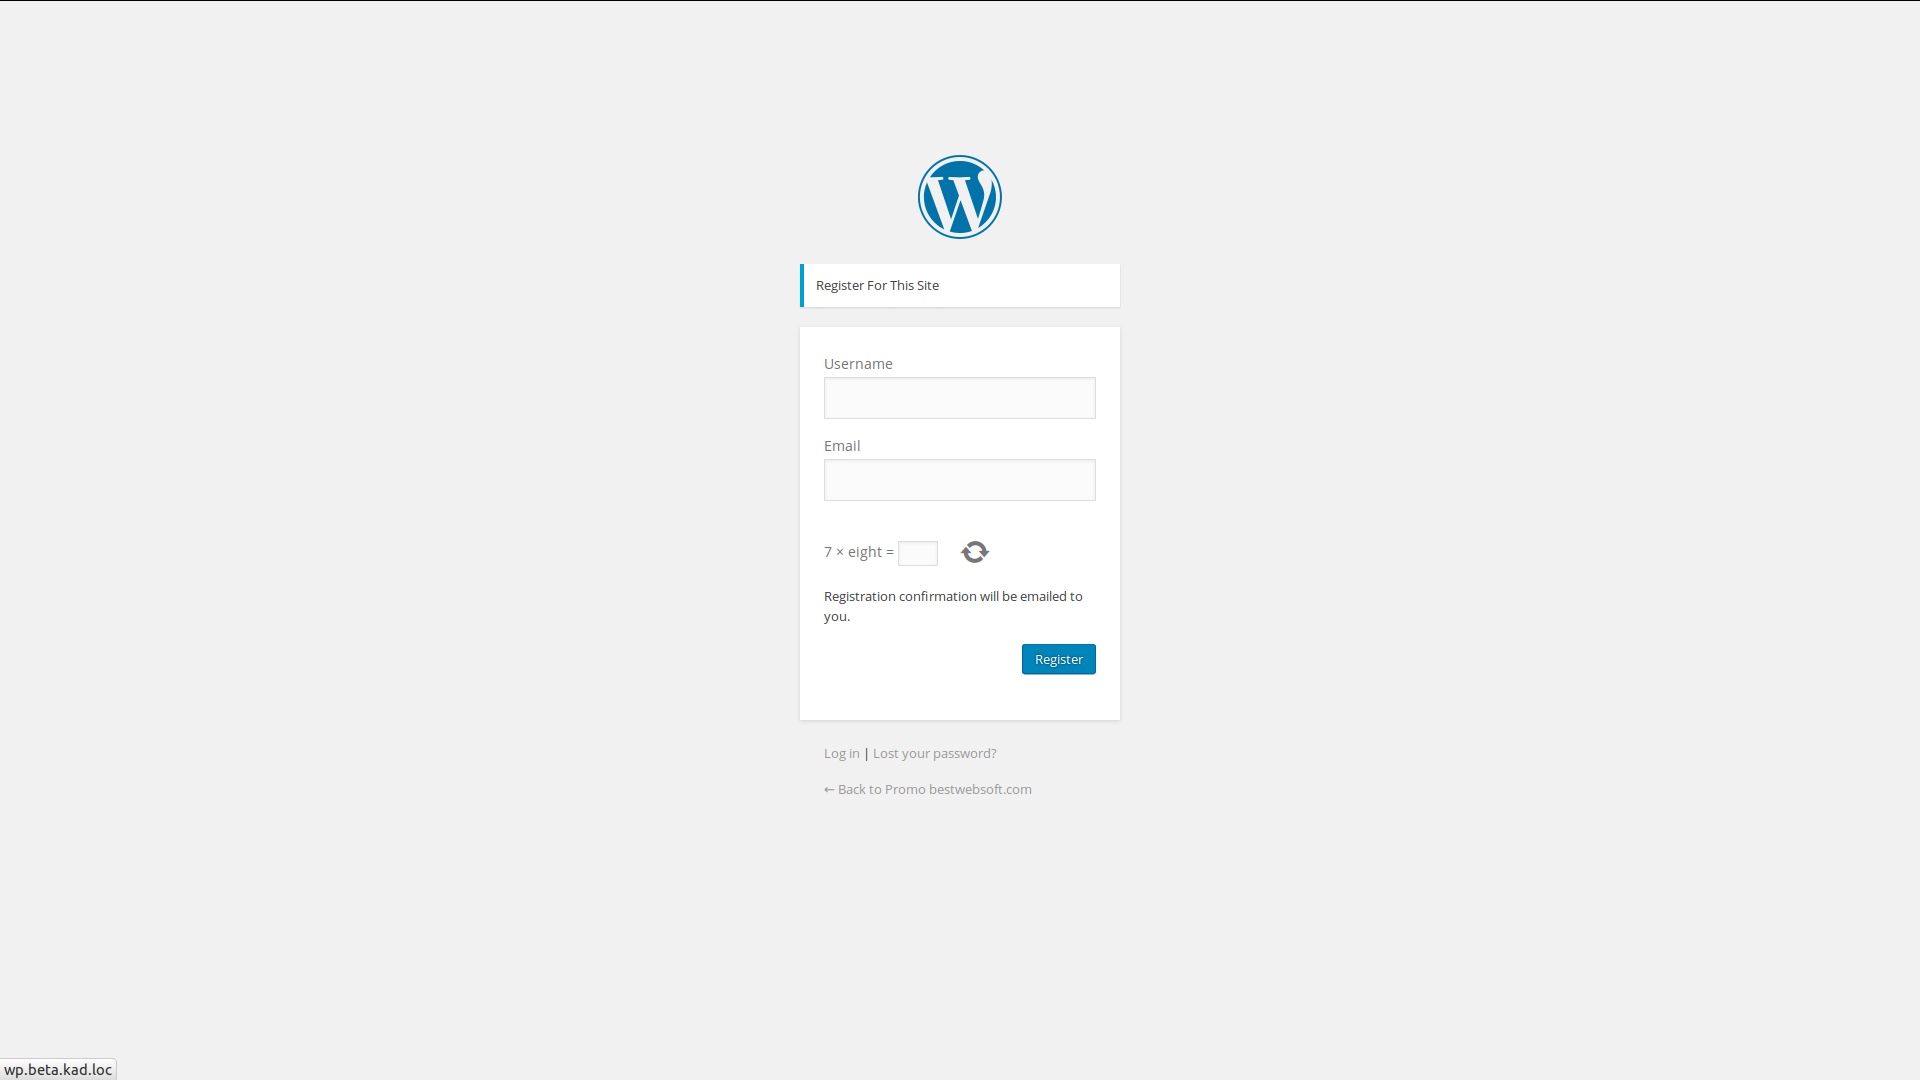 Register For This Site
Username
Email
7 × eight =
Registration confirmation will be emailed to
you.
Register
Log in | Lost your password?
← Back to Promo bestwebsoft.com
wp.beta.kad.loc